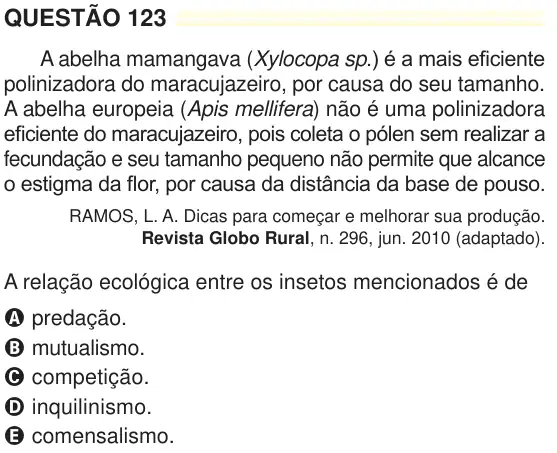 QUESTÃO 123
A abelha mamangava (Xylocopa sp.) é a mais eficiente
polinizadora do maracujazeiro, por causa do seu tamanho.
A abelha europeia (Apis mellifera) não é uma polinizadora
eficiente do maracujazeiro, pois coleta o pólen sem realizar a
fecundação e seu tamanho pequeno não permite que alcance
o estigma da flor, por causa da distância da base de pouso.
RAMOS, L. A. Dicas para começar e melhorar sua produção.
Revista Globo Rural, n. 296, jun. 2010 (adaptado).
A relação ecológica entre os insetos mencionados é de
A predação.
B mutualismo.
C competição.
D inquilinismo.
E comensalismo.